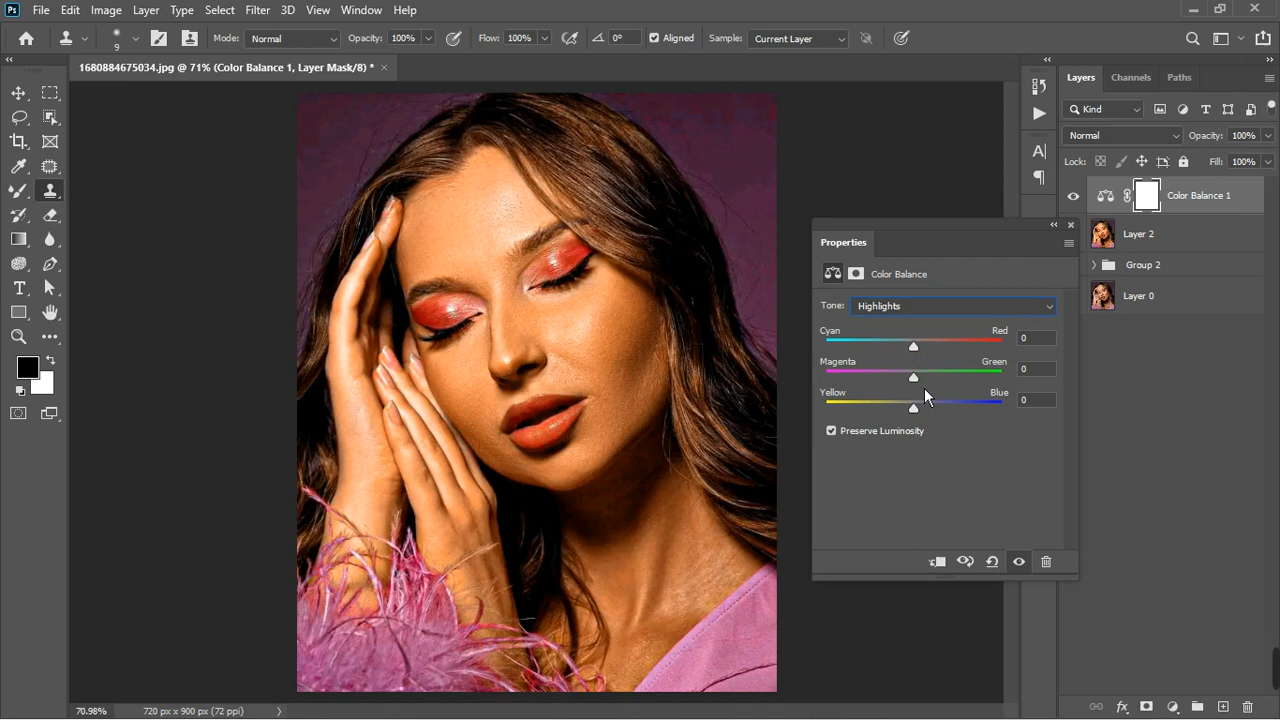 Ps File Edit Image Layer Type Select Filter 3D View Window Help
9 Mode: Normal Opacity: 100% Flow: 100% 0° Aligned Sample: Current Layer
1680884675034.jpg @ 71% (Color Balance 1, Layer Mask/8) *
Layers Channels Paths
Kind
Normal Opacity: 100%
Lock: Fill: 100%
Color Balance 1
Layer 2
Group 2
Layer 0
Properties
Color Balance
Tone: Highlights
Cyan Red 0
Magenta Green 0
Yellow Blue 0
Preserve Luminosity
70.98% 720 px x 900 px (72 ppi)